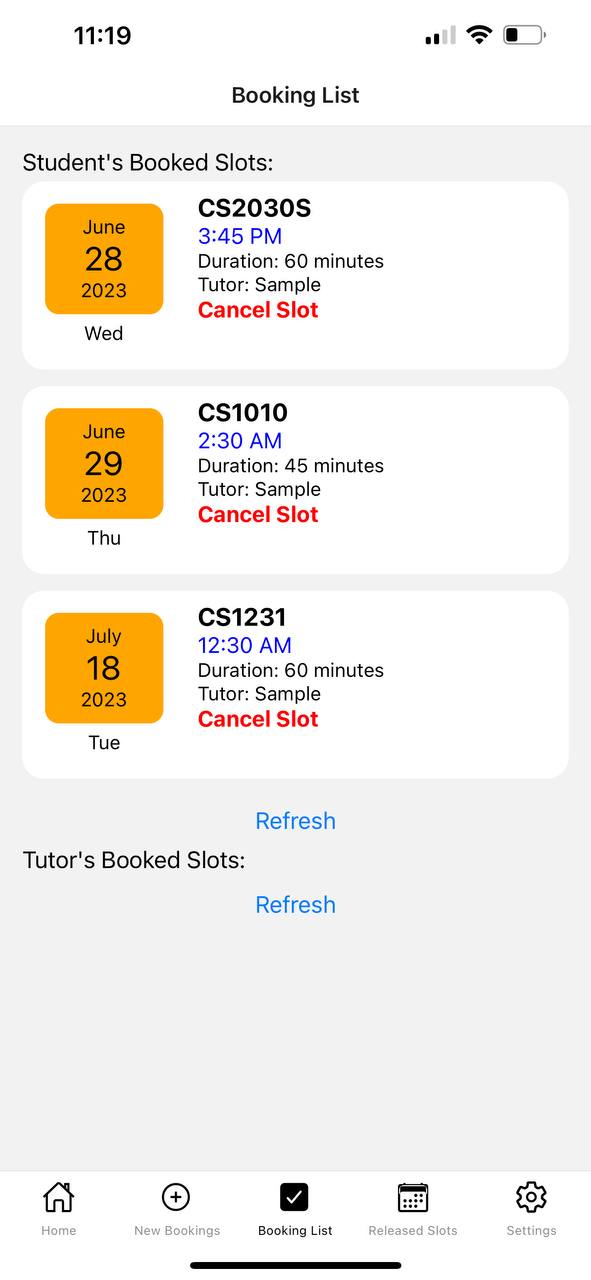 11:19
Booking List
Student's Booked Slots:
June
28
2023
Wed
CS2030S
3:45 PM
Duration: 60 minutes
Tutor: Sample
Cancel Slot
June
29
2023
Thu
CS1010
2:30 AM
Duration: 45 minutes
Tutor: Sample
Cancel Slot
July
18
2023
Tue
CS1231
12:30 AM
Duration: 60 minutes
Tutor: Sample
Cancel Slot
Refresh
Tutor's Booked Slots:
Refresh
Home
New Bookings
Booking List
Released Slots
Settings